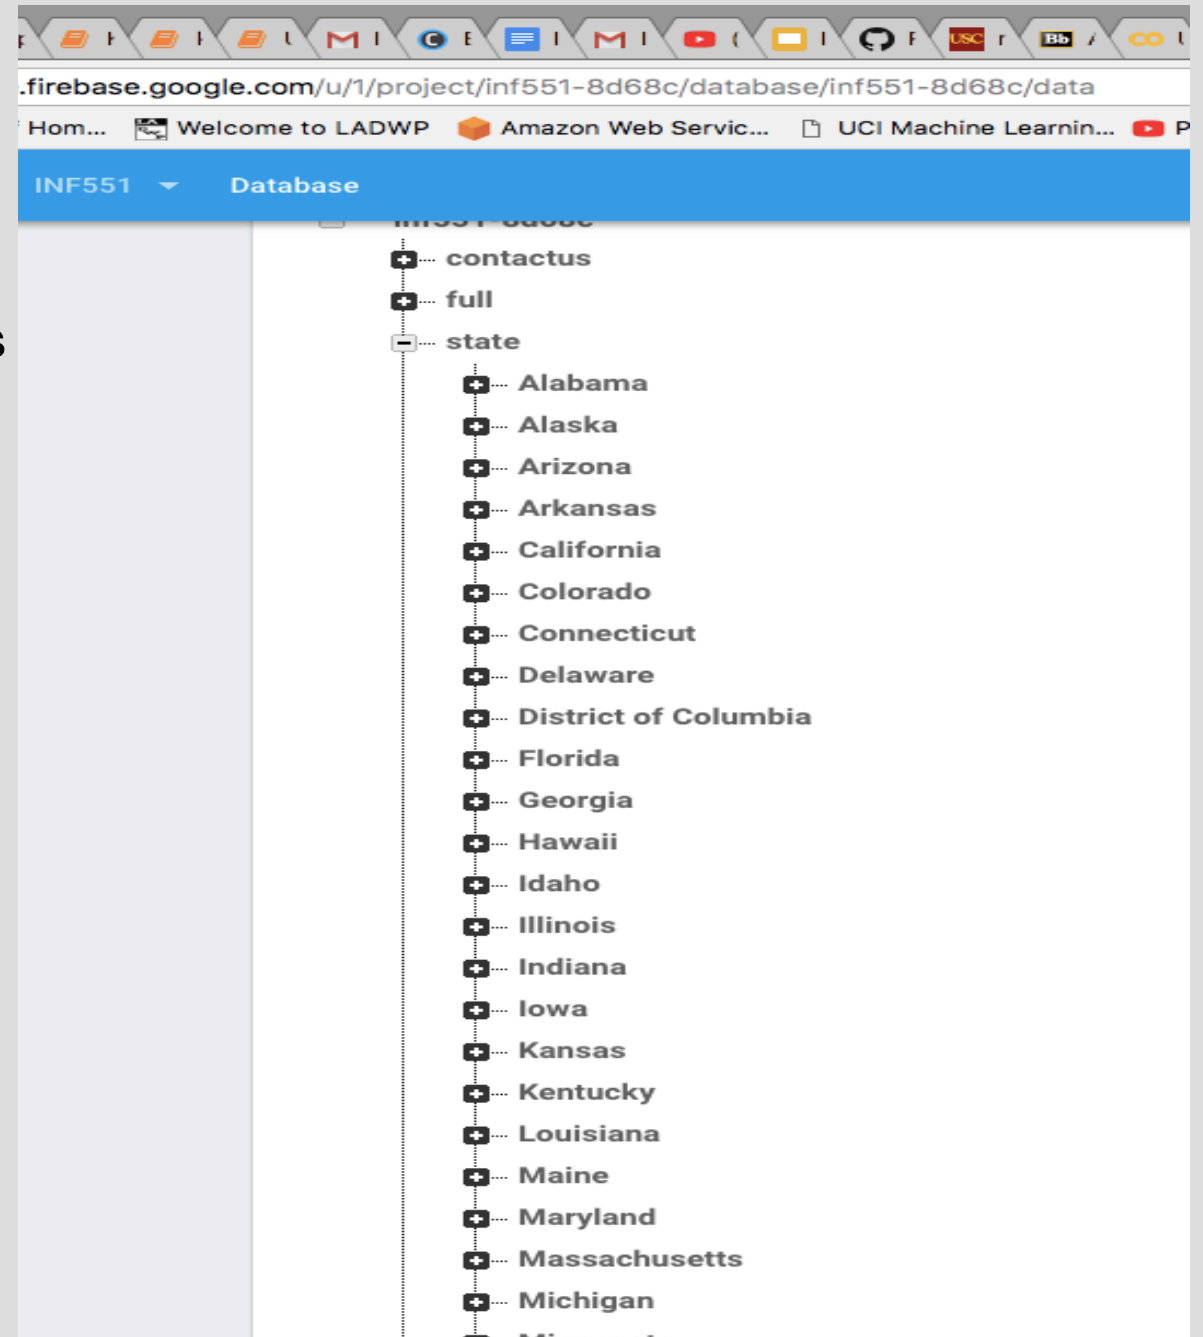 .firebase.google.com/u/1/project/inf551-8d68c/database/inf551-8d68c/data
Hom... Welcome to LADWP Amazon Web Servic... UCI Machine Learnin... P
INF551 Database
inf551-8d68c
contactus
full
s
state
Alabama
Alaska
Arizona
Arkansas
California
Colorado
Connecticut
Delaware
District of Columbia
Florida
Georgia
Hawaii
Idaho
Illinois
Indiana
Iowa
Kansas
Kentucky
Louisiana
Maine
Maryland
Massachusetts
Michigan